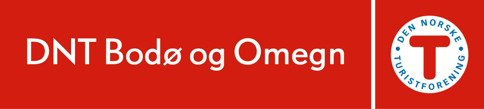 DNT Bodø og Omegn
DEN NORSKE
T
TURISTFORENING